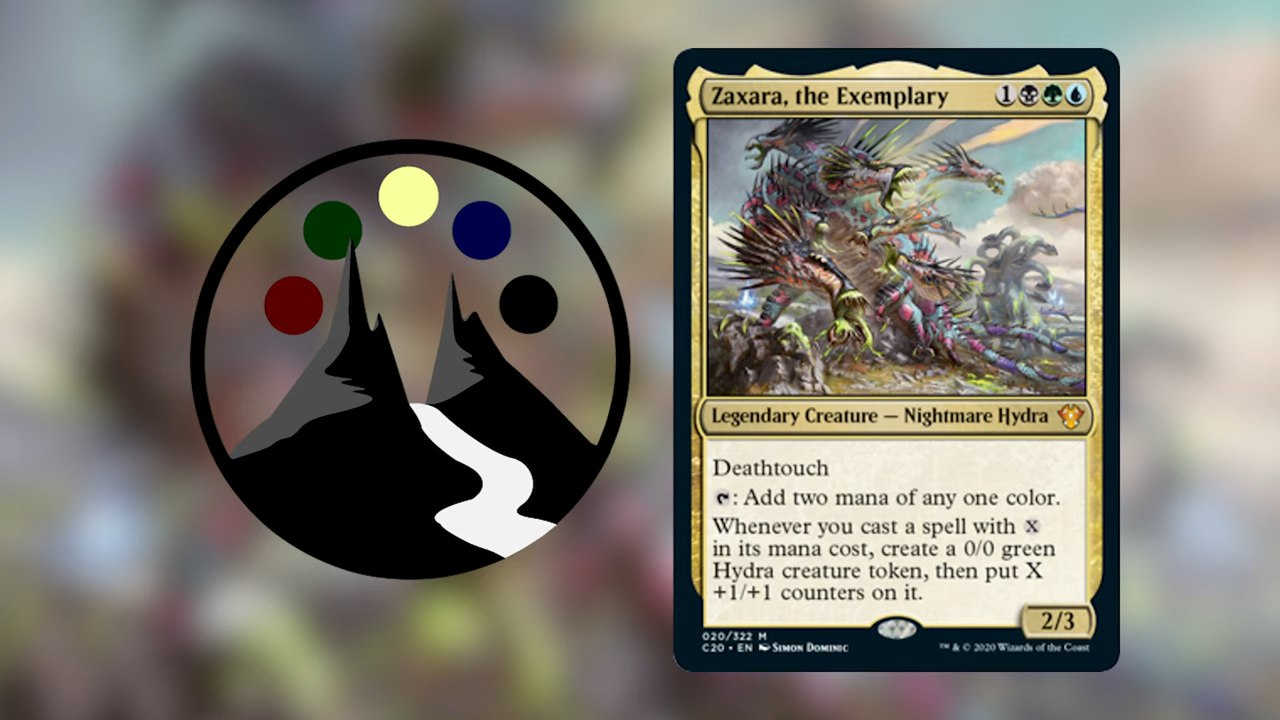 Zaxara, the Exemplary 1
Legendary Creature — Nightmare Hydra
Deathtouch
: Add two mana of any one color.
Whenever you cast a spell with X
in its mana cost, create a 0/0 green
Hydra creature token, then put X
+1/+1 counters on it.
2/3
020/322 M
C20 • EN Simon Dominic
™ & © 2020 Wizards of the Coast